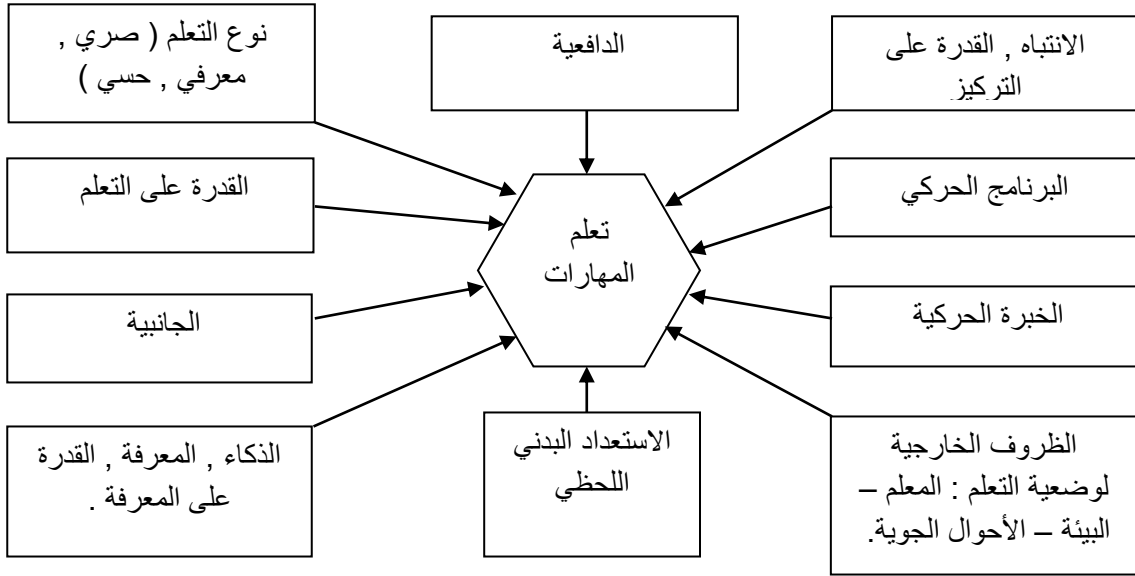 الانتباه , القدرة على
التركيز
الدافعية
نوع التعلم ( صري ,
معرفي , حسي )
البرنامج الحركي
القدرة على التعلم
تعلم
المهارات
الخبرة الحركية
الجانبية
الظروف الخارجية
لوضعية التعلم : المعلم –
البيئة – الأحوال الجوية.
الاستعداد البدني
اللحظي
الذكاء , المعرفة , القدرة
على المعرفة .